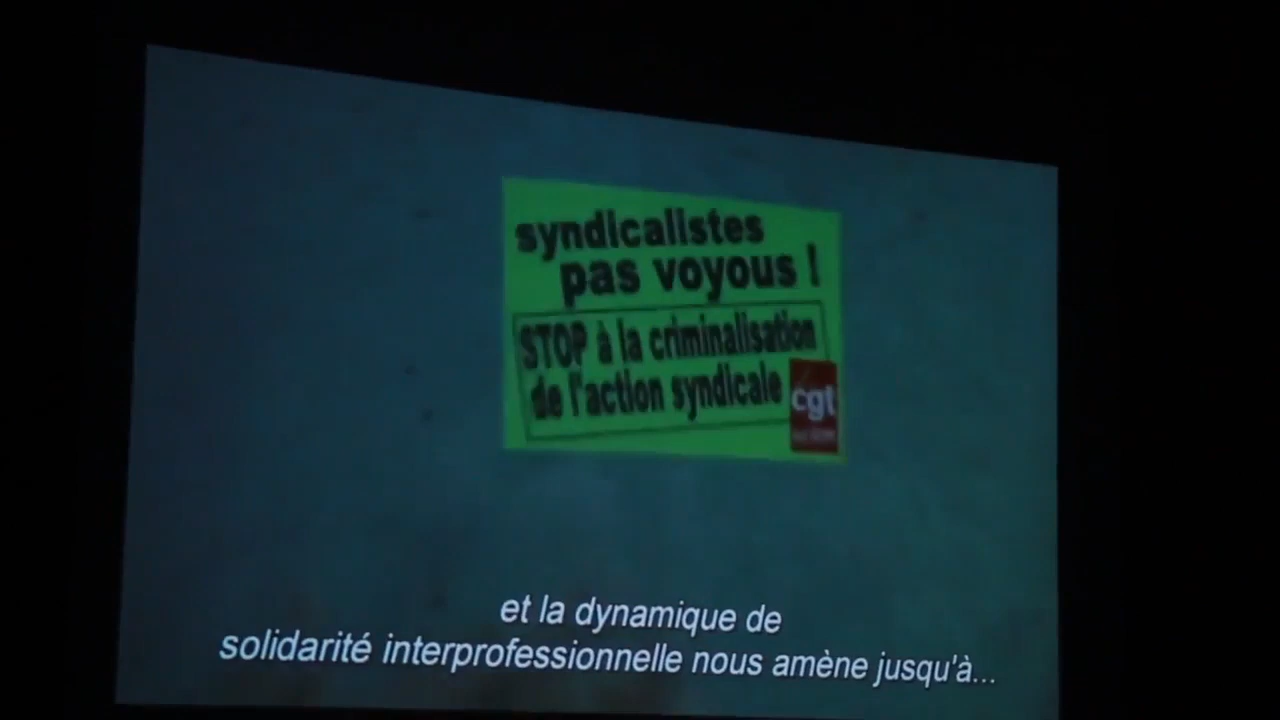 syndicalistes
pas voyous !
STOP à la criminalisation
de l'action syndicale
cgt
et la dynamique de
solidarité interprofessionnelle nous amène jusqu'à...